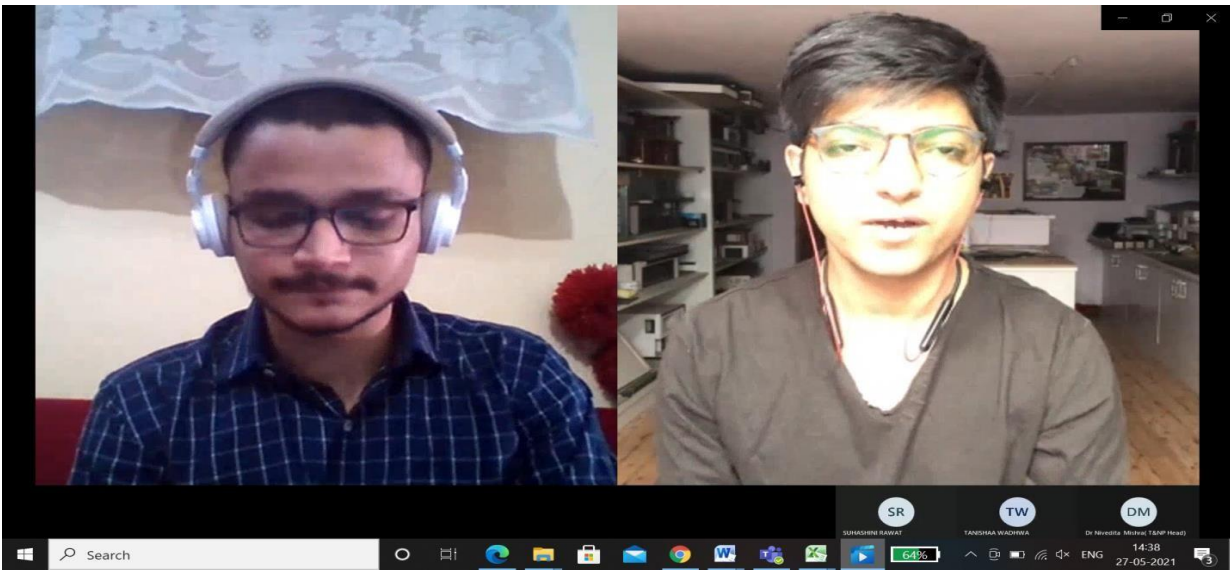 SR
TW
DM
SUHASHINI RAWAT
TANISHAA WADHWA
Dr Nivedita Mishra( T&NP Head)
Search
64%
ENG
14:38
27-05-2021
3